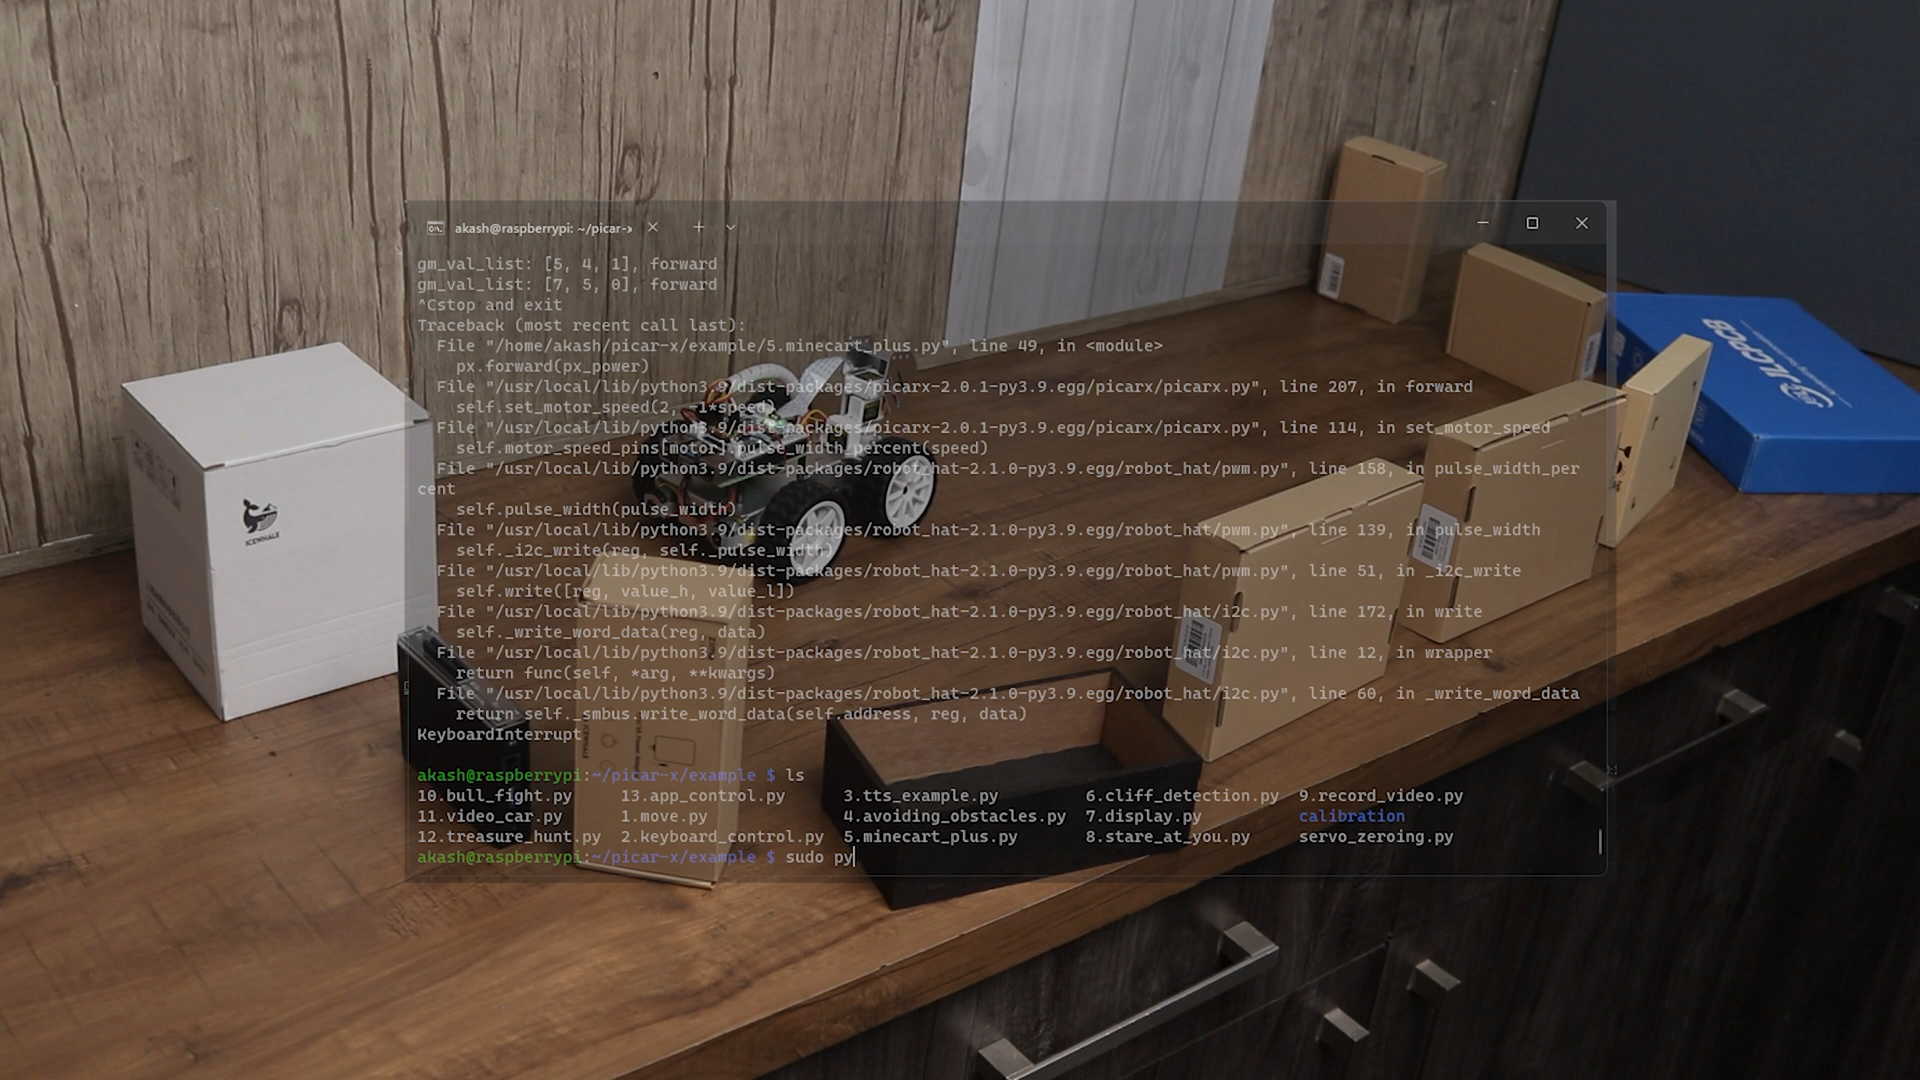 akash@raspberrypi: ~/picar-x
gm_val_list: [5, 4, 1], forward
gm_val_list: [7, 5, 0], forward
^Cstop and exit
Traceback (most recent call last):
  File "/home/akash/picar-x/example/5.minecart_plus.py", line 49, in <module>
    px.forward(px_power)
  File "/usr/local/lib/python3.9/dist-packages/picarx-2.0.1-py3.9.egg/picarx/picarx.py", line 207, in forward
    self.set_motor_speed(2, -1*speed)
  File "/usr/local/lib/python3.9/dist-packages/picarx-2.0.1-py3.9.egg/picarx/picarx.py", line 114, in set_motor_speed
    self.motor_speed_pins[motor].pulse_width_percent(speed)
  File "/usr/local/lib/python3.9/dist-packages/robot_hat-2.1.0-py3.9.egg/robot_hat/pwm.py", line 158, in pulse_width_per
cent
    self.pulse_width(pulse_width)
  File "/usr/local/lib/python3.9/dist-packages/robot_hat-2.1.0-py3.9.egg/robot_hat/pwm.py", line 139, in pulse_width
    self._i2c_write(reg, self._pulse_width)
  File "/usr/local/lib/python3.9/dist-packages/robot_hat-2.1.0-py3.9.egg/robot_hat/pwm.py", line 51, in _i2c_write
    self.write([reg, value_h, value_l])
  File "/usr/local/lib/python3.9/dist-packages/robot_hat-2.1.0-py3.9.egg/robot_hat/i2c.py", line 172, in write
    self._write_word_data(reg, data)
  File "/usr/local/lib/python3.9/dist-packages/robot_hat-2.1.0-py3.9.egg/robot_hat/i2c.py", line 12, in wrapper
    return func(self, *arg, **kwargs)
  File "/usr/local/lib/python3.9/dist-packages/robot_hat-2.1.0-py3.9.egg/robot_hat/i2c.py", line 60, in _write_word_data
    return self._smbus.write_word_data(self.address, reg, data)
KeyboardInterrupt
akash@raspberrypi:~/picar-x/example $ ls
10.bull_fight.py 13.app_control.py 3.tts_example.py 6.cliff_detection.py 9.record_video.py
11.video_car.py 1.move.py 4.avoiding_obstacles.py 7.display.py calibration
12.treasure_hunt.py 2.keyboard_control.py 5.minecart_plus.py 8.stare_at_you.py servo_zeroing.py
akash@raspberrypi:~/picar-x/example $ sudo py
ICEWHALE
JLCPCB